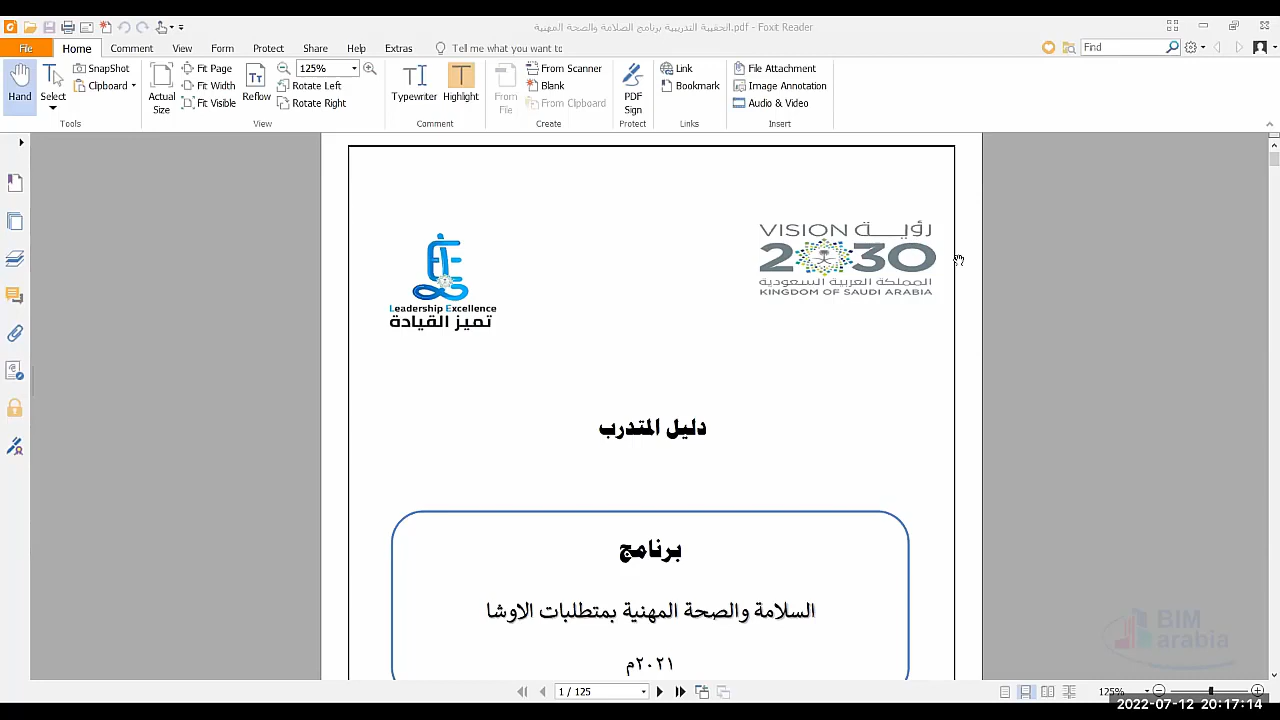 الحقيبة التدريبية برنامج الصلامة والصحة المهنية.pdf - Foxit Reader
File Home Comment View Form Protect Share Help Extras Tell me what you want to Find
Hand
Select
Tools
SnapShot
Clipboard
Actual Size
Fit Page
Fit Width
Fit Visible
Reflow
125%
Rotate Left
Rotate Right
View
Typewriter
Highlight
Comment
From File
From Scanner
Blank
From Clipboard
Create
PDF Sign
Protect
Link
Bookmark
Links
File Attachment
Image Annotation
Audio & Video
Insert
VISION رؤيـــة
2030
المملكة العربية السعودية
KINGDOM OF SAUDI ARABIA
Leadership Excellence
تميز القيادة
دليل المتدرب
برنامج
السلامة والصحة المهنية بمتطلبات الاوشا
٢٠٢١م
BIM
arabia
1 / 125
125%
2022-07-12 20:17:14